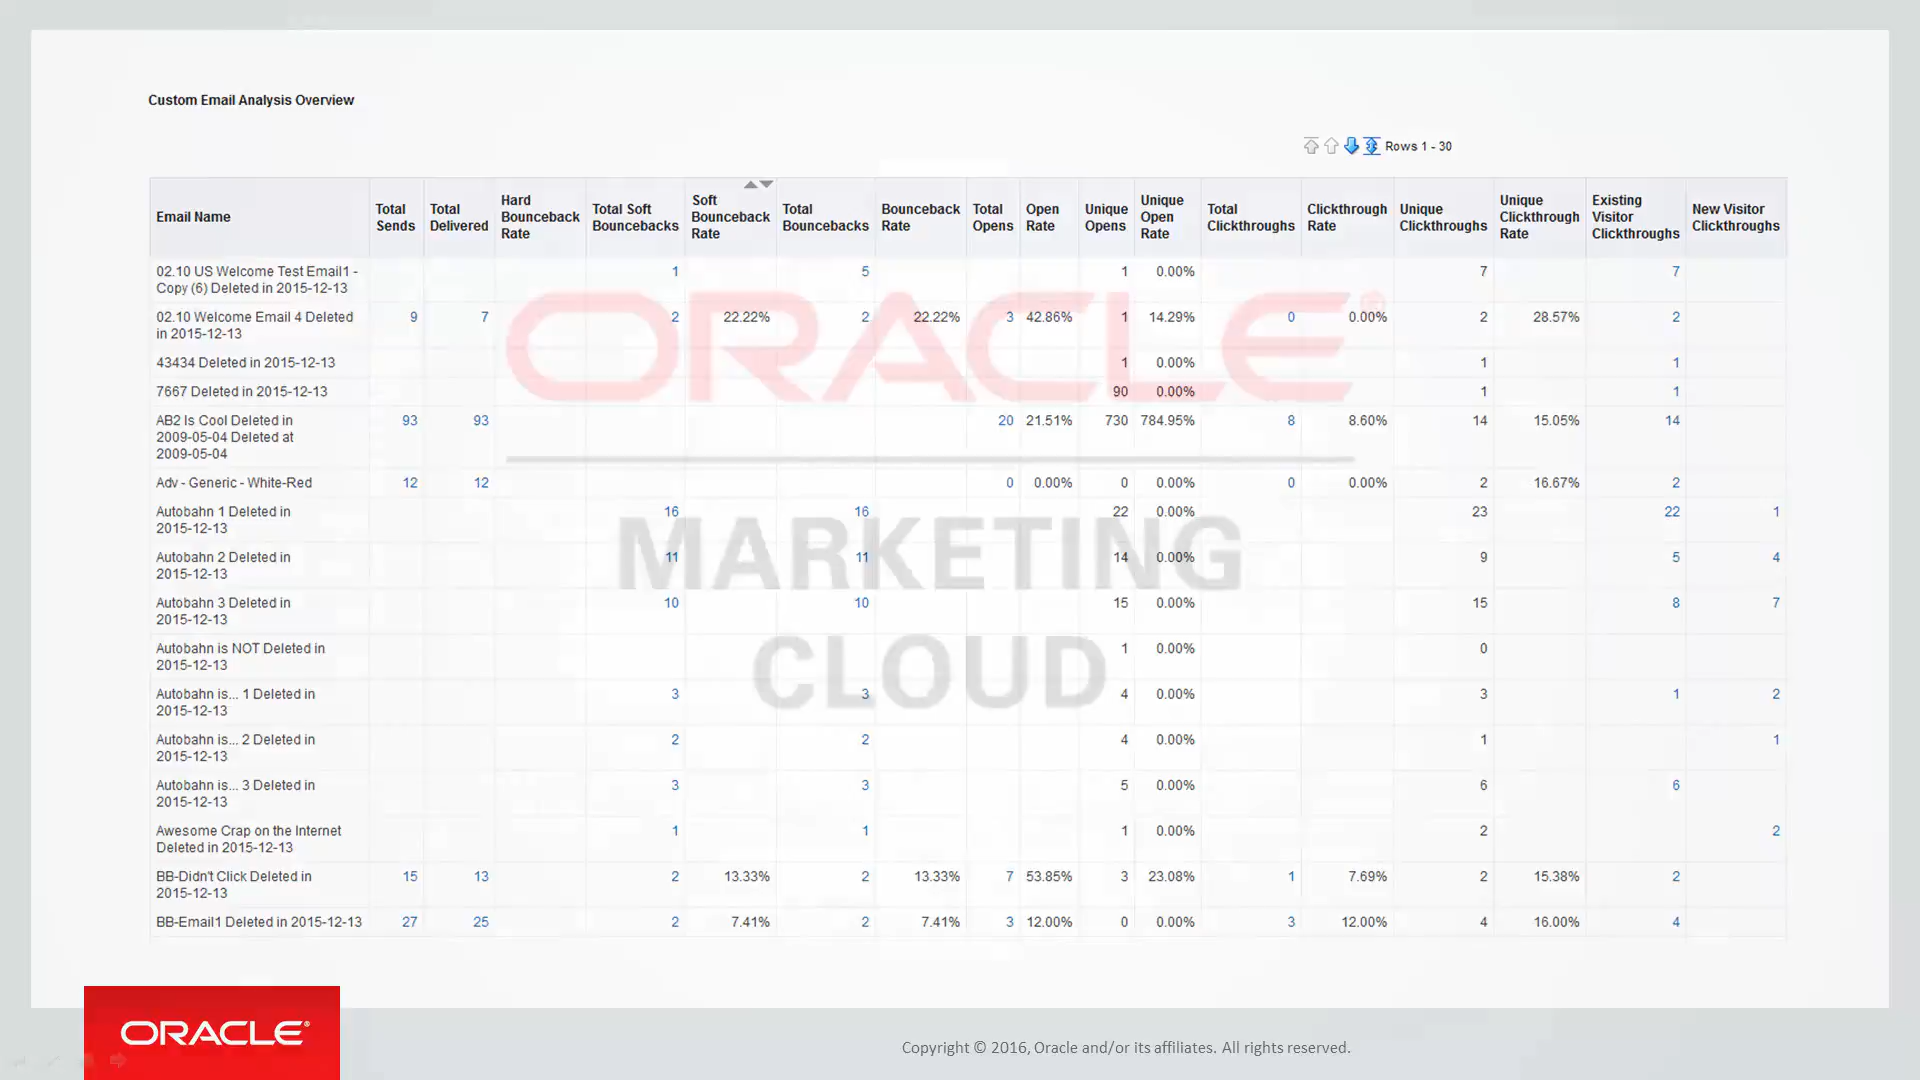 Custom Email Analysis Overview
Rows 1 - 30
Email Name Total Sends Total Delivered Hard Bounceback Rate Total Soft Bouncebacks Soft Bounceback Rate Total Bouncebacks Bounceback Rate Total Opens Open Rate Unique Opens Unique Open Rate Total Clickthroughs Clickthrough Rate Unique Clickthroughs Unique Clickthrough Rate Existing Visitor Clickthroughs New Visitor Clickthroughs
02.10 US Welcome Test Email1 - 1 5 1 0.00% 7 7
Copy (6) Deleted in 2015-12-13
02.10 Welcome Email 4 Deleted 9 7 2 22.22% 2 22.22% 3 42.86% 1 14.29% 0 0.00% 2 28.57% 2
in 2015-12-13
43434 Deleted in 2015-12-13 1 0.00% 1 1
7667 Deleted in 2015-12-13 90 0.00% 1 1
AB2 Is Cool Deleted in 93 93 20 21.51% 730 784.95% 8 8.60% 14 15.05% 14
2009-05-04 Deleted at
2009-05-04
Adv - Generic - White-Red 12 12 0 0.00% 0 0.00% 0 0.00% 2 16.67% 2
Autobahn 1 Deleted in 16 16 22 0.00% 23 22 1
2015-12-13
Autobahn 2 Deleted in 11 11 14 0.00% 9 5 4
2015-12-13
Autobahn 3 Deleted in 10 10 15 0.00% 15 8 7
2015-12-13
Autobahn is NOT Deleted in 1 0.00% 0
2015-12-13
Autobahn is... 1 Deleted in 3 3 4 0.00% 3 1 2
2015-12-13
Autobahn is... 2 Deleted in 2 2 4 0.00% 1 1
2015-12-13
Autobahn is... 3 Deleted in 3 3 5 0.00% 6 6
2015-12-13
Awesome Crap on the Internet 1 1 1 0.00% 2 2
Deleted in 2015-12-13
BB-Didn't Click Deleted in 15 13 2 13.33% 2 13.33% 7 53.85% 3 23.08% 1 7.69% 2 15.38% 2
2015-12-13
BB-Email1 Deleted in 2015-12-13 27 25 2 7.41% 2 7.41% 3 12.00% 0 0.00% 3 12.00% 4 16.00% 4
ORACLE®
MARKETING
CLOUD
ORACLE®
Copyright © 2016, Oracle and/or its affiliates. All rights reserved.